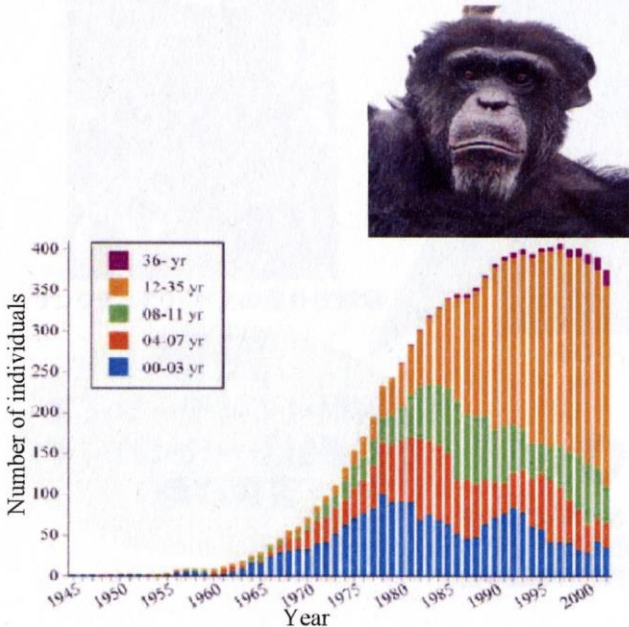 400
350
300
250
200
150
100
50
0
Number of individuals
36- yr
12-35 yr
08-11 yr
04-07 yr
00-03 yr
1945 1950 1955 1960 1965 1970 1975 1980 1985 1990 1995 2000
Year